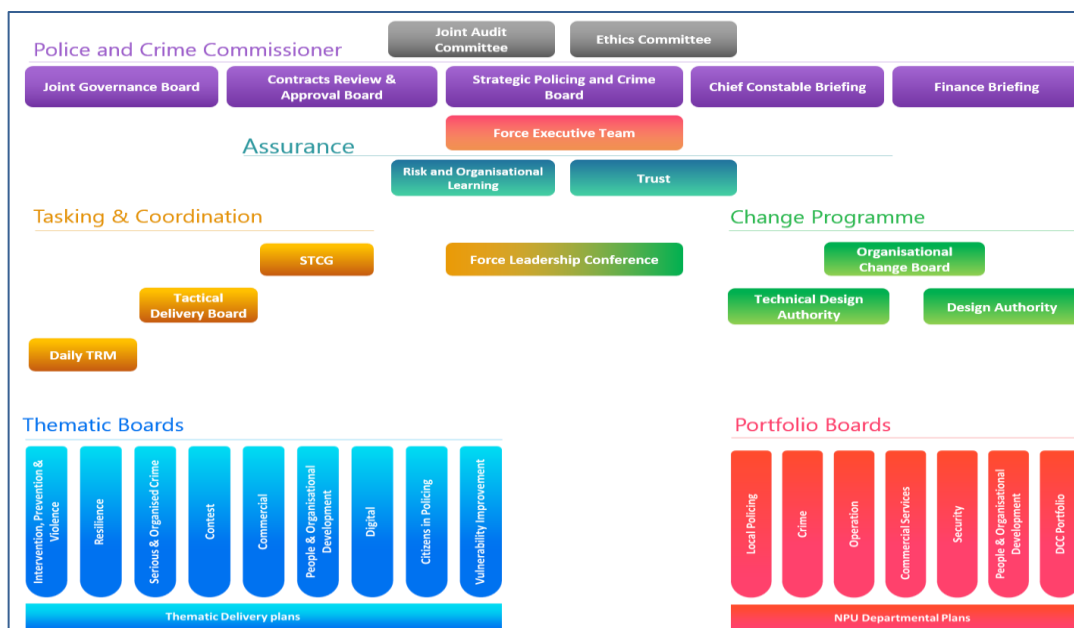 Joint Audit
Committee
Ethics Committee
Police and Crime Commissioner
Joint Governance Board
Contracts Review &
Approval Board
Strategic Policing and Crime
Board
Chief Constable Briefing
Finance Briefing
Force Executive Team
Assurance
Risk and Organisational
Learning
Trust
Tasking & Coordination
Change Programme
STCG
Force Leadership Conference
Organisational
Change Board
Tactical
Delivery Board
Technical Design
Authority
Design Authority
Daily TRM
Thematic Boards
Portfolio Boards
Intervention, Prevention &
Violence
Resilience
Serious & Organised Crime
Contest
Commercial
People & Organisational
Development
Digital
Citizens in Policing
Vulnerability Improvement
Local Policing
Crime
Operation
Commercial Services
Security
People & Organisational
Development
DCC Portfolio
Thematic Delivery plans
NPU Departmental Plans